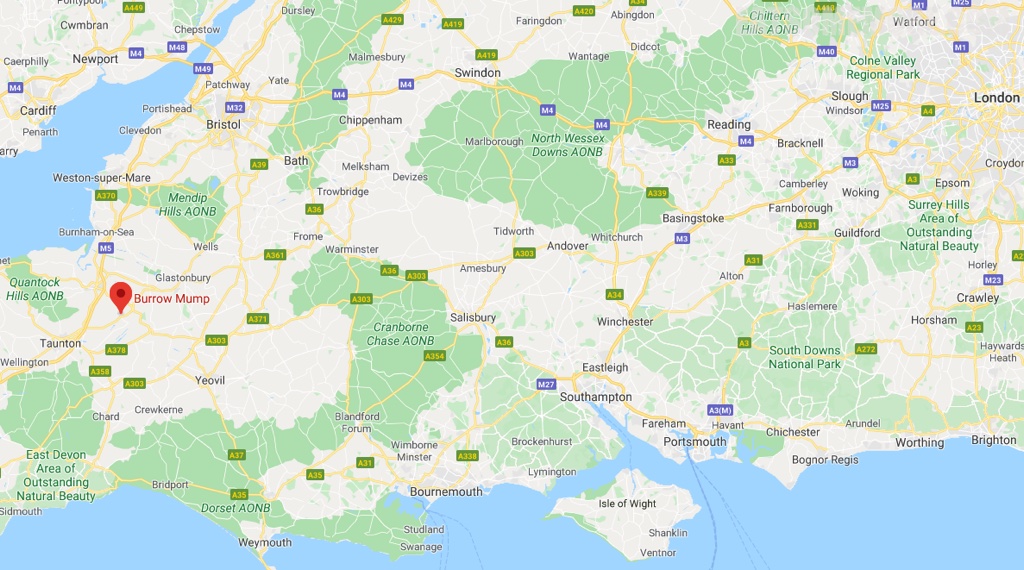 Pontypool
A449
Dursley
A429
A419
Faringdon
A420
A34
Abingdon
Chiltern
Hills AONB
A413
M1
M25
Watford
Cwmbran
Chepstow
M48
M4
Newport
Caerphilly
M49
Patchway
Yate
Malmesbury
A419
Didcot
Wantage
M40
M1
Colne Valley
Regional Park
Swindon
M4
Cardiff
Penarth
arry
Portishead
M32
Clevedon
Bristol
M4
M4
Chippenham
M4
M4
Slough
Windsor
M25
A4
London
Reading
M4
Marlborough
North Wessex
Downs AONB
Bracknell
M3
Croydo
A39
Bath
Melksham
Devizes
A33
Weston-super-Mare
A370
Mendip
Hills AONB
Trowbridge
A36
A339
Camberley
Woking
A3
Epsom
Farnborough
A331
Surrey Hills
Area of
Outstanding
Natural Beauty
Basingstoke
Burnham-on-Sea
M5
Wells
Frome
Warminster
A361
Tidworth
A303
Andover
Whitchurch
M3
Guildford
A2
Horley
M23
net
Quantock
Hills AONB
Glastonbury
Burrow Mump
A36
A303
Amesbury
A31
Alton
Crawley
A303
A34
Haslemere
A371
Salisbury
Winchester
Horsham
A23
Cranborne
Chase AONB
Taunton
A378
A303
A354
A36
A3
South Downs
National Park
A272
Haywards
Heath
Wellington
A358
A303
Yeovil
M27
Eastleigh
Southampton
Chard
Crewkerne
Blandford
Forum
A3(M)
Fareham
Havant
Portsmouth
Chichester
Arundel
Worthing
Brighton
Bognor Regis
East Devon
Area of
Outstanding
Natural Beauty
A37
A35
A31
Wimborne
Minster
A338
Brockenhurst
Lymington
Bridport
A35
Dorset AONB
Bournemouth
Isle of Wight
Sidmouth
Weymouth
Studland
Swanage
Shanklin
Ventnor